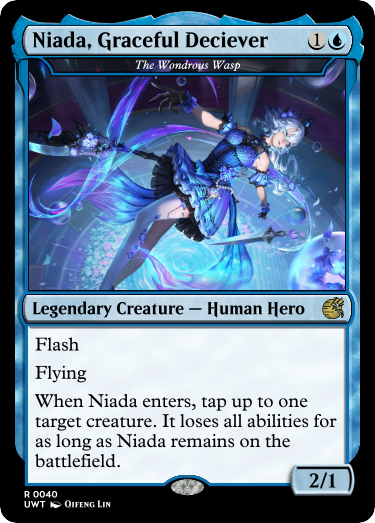 Niada, Graceful Deciever 1
The Wondrous Wasp
Legendary Creature — Human Hero
Flash
Flying
When Niada enters, tap up to one
target creature. It loses all abilities for
as long as Niada remains on the
battlefield.
2/1
R 0040
UWT Qifeng Lin